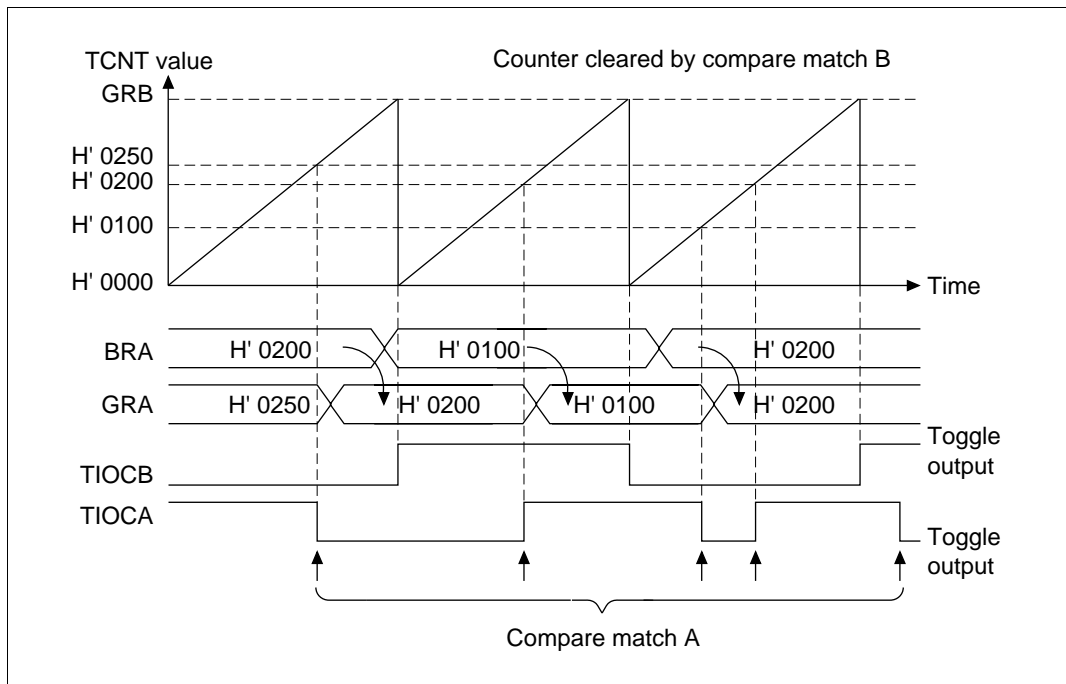 TCNT value
Counter cleared by compare match B
GRB
H' 0250
H' 0200
H' 0100
H' 0000
Time
BRA
H' 0200
H' 0100
H' 0200
GRA
H' 0250
H' 0200
H' 0100
H' 0200
TIOCB
Toggle
output
TIOCA
Toggle
output
Compare match A